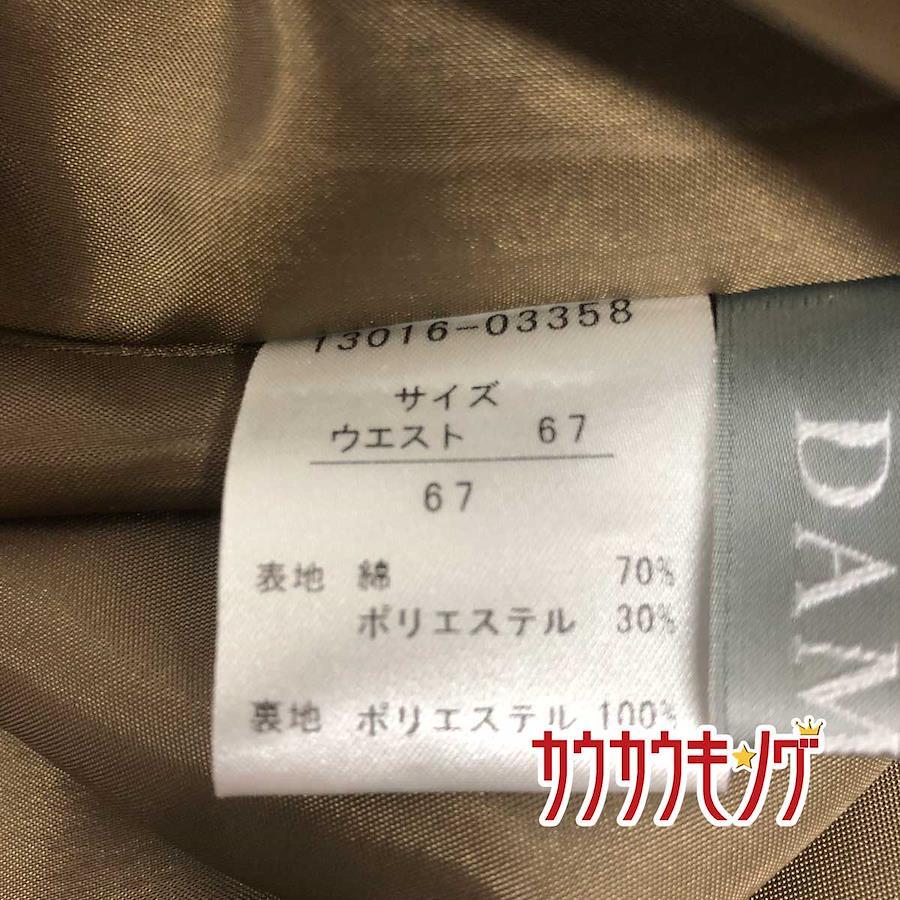 13016-03358
サイズ
ウエスト 67
67
表地 綿 70%
ポリエステル 30%
裏地 ポリエステル 100%
DAM
カウカウキング